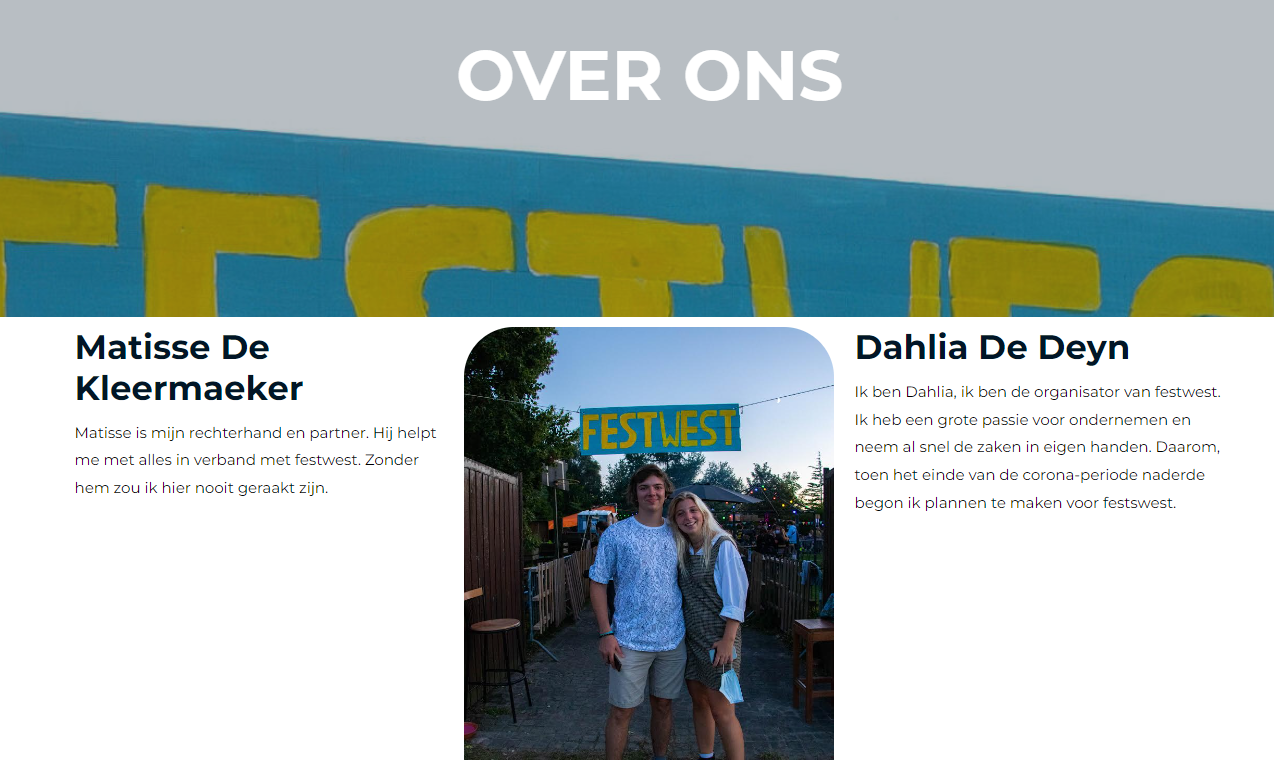 OVER ONS
FESTWES
Matisse De
Kleermaeker
Matisse is mijn rechterhand en partner. Hij helpt
me met alles in verband met festwest. Zonder
hem zou ik hier nooit geraakt zijn.
FESTWEST
Dahlia De Deyn
Ik ben Dahlia, ik ben de organisator van festwest.
Ik heb een grote passie voor ondernemen en
neem al snel de zaken in eigen handen. Daarom,
toen het einde van de corona-periode naderde
begon ik plannen te maken voor festswest.